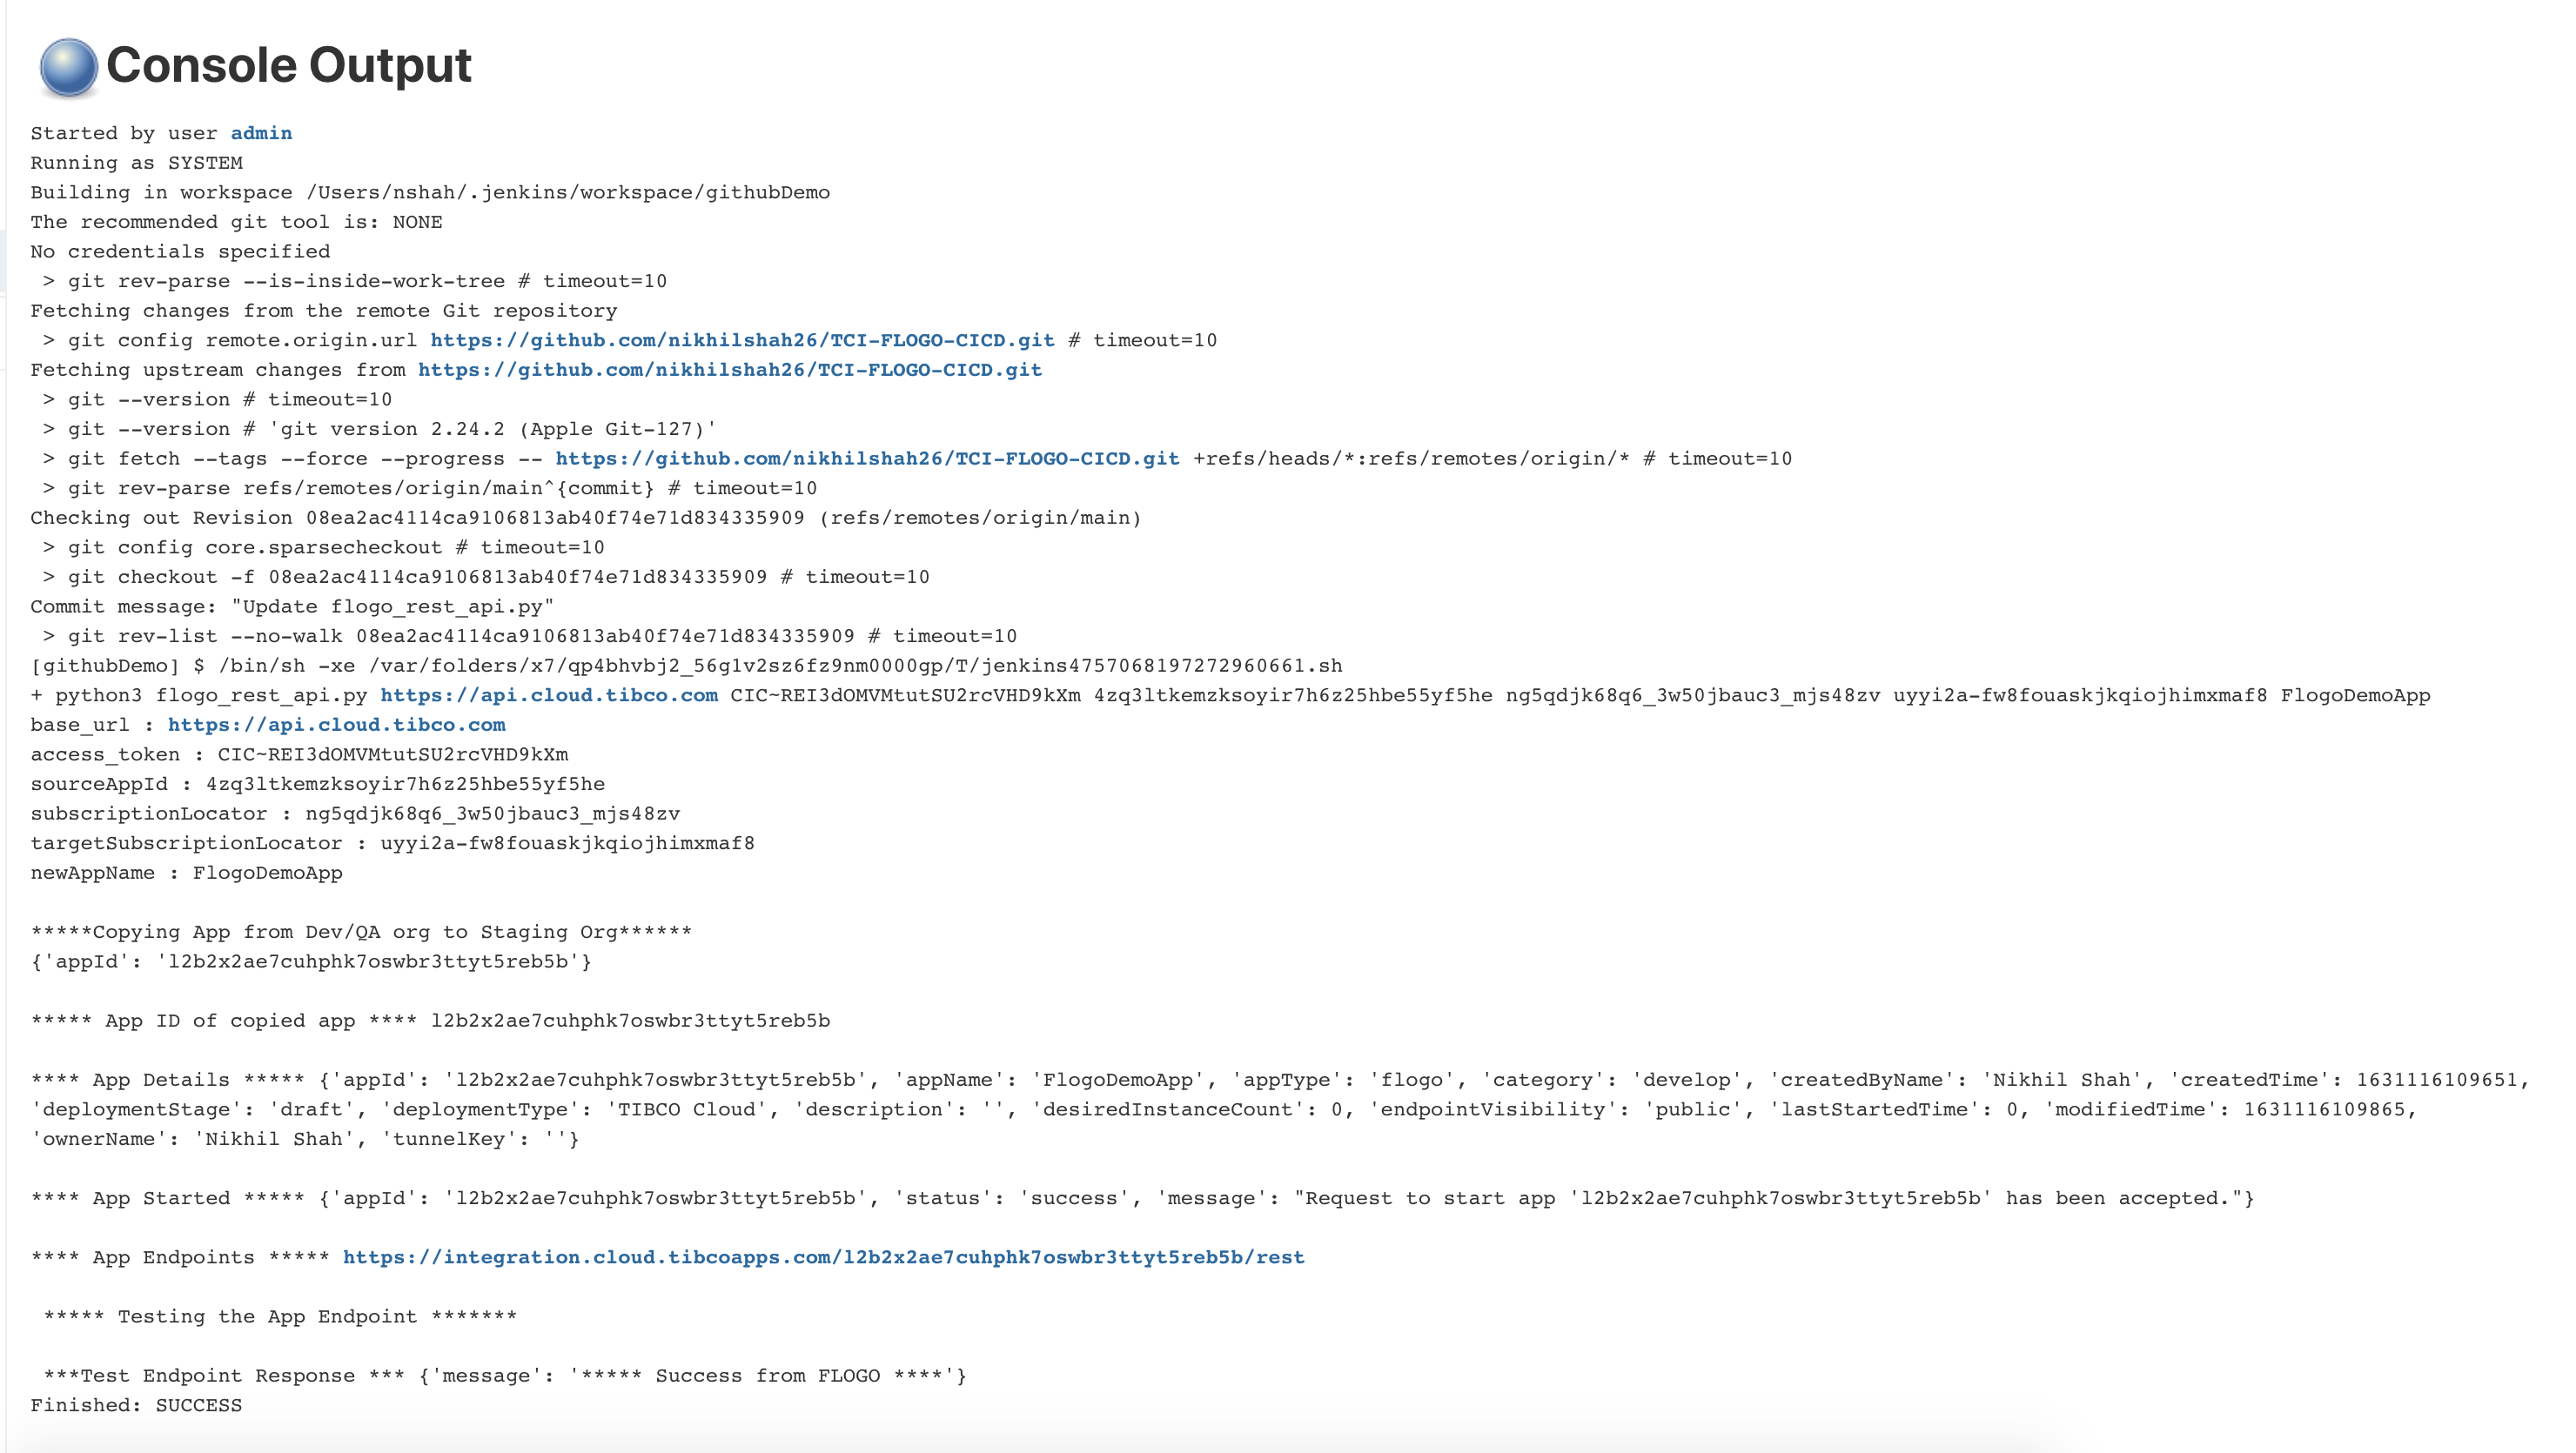 Console Output
Started by user admin
Running as SYSTEM
Building in workspace /Users/nshah/.jenkins/workspace/githubDemo
The recommended git tool is: NONE
No credentials specified
 > git rev-parse --is-inside-work-tree # timeout=10
Fetching changes from the remote Git repository
 > git config remote.origin.url https://github.com/nikhilshah26/TCI-FLOGO-CICD.git # timeout=10
Fetching upstream changes from https://github.com/nikhilshah26/TCI-FLOGO-CICD.git
 > git --version # timeout=10
 > git --version # 'git version 2.24.2 (Apple Git-127)'
 > git fetch --tags --force --progress -- https://github.com/nikhilshah26/TCI-FLOGO-CICD.git +refs/heads/*:refs/remotes/origin/* # timeout=10
 > git rev-parse refs/remotes/origin/main^{commit} # timeout=10
Checking out Revision 08ea2ac4114ca9106813ab40f74e71d834335909 (refs/remotes/origin/main)
 > git config core.sparsecheckout # timeout=10
 > git checkout -f 08ea2ac4114ca9106813ab40f74e71d834335909 # timeout=10
Commit message: "Update flogo_rest_api.py"
 > git rev-list --no-walk 08ea2ac4114ca9106813ab40f74e71d834335909 # timeout=10
[githubDemo] $ /bin/sh -xe /var/folders/x7/qp4bhvbj2_56g1v2sz6fz9nm0000gp/T/jenkins4757068197272960661.sh
+ python3 flogo_rest_api.py https://api.cloud.tibco.com CIC~REI3dOMVMtutSU2rcVHD9kXm 4zq3ltkemzksoyir7h6z25hbe55yf5he ng5qdjk68q6_3w50jbauc3_mjs48zv uyyi2a-fw8fouaskjkqiojhimxmaf8 FlogoDemoApp
base_url : https://api.cloud.tibco.com
access_token : CIC~REI3dOMVMtutSU2rcVHD9kXm
sourceAppId : 4zq3ltkemzksoyir7h6z25hbe55yf5he
subscriptionLocator : ng5qdjk68q6_3w50jbauc3_mjs48zv
targetSubscriptionLocator : uyyi2a-fw8fouaskjkqiojhimxmaf8
newAppName : FlogoDemoApp
*****Copying App from Dev/QA org to Staging Org******
{'appId': 'l2b2x2ae7cuhphk7oswbr3ttyt5reb5b'}
***** App ID of copied app **** l2b2x2ae7cuhphk7oswbr3ttyt5reb5b
**** App Details ***** {'appId': 'l2b2x2ae7cuhphk7oswbr3ttyt5reb5b', 'appName': 'FlogoDemoApp', 'appType': 'flogo', 'category': 'develop', 'createdByName': 'Nikhil Shah', 'createdTime': 1631116109651,
'deploymentStage': 'draft', 'deploymentType': 'TIBCO Cloud', 'description': '', 'desiredInstanceCount': 0, 'endpointVisibility': 'public', 'lastStartedTime': 0, 'modifiedTime': 1631116109865,
'ownerName': 'Nikhil Shah', 'tunnelKey': ''}
**** App Started ***** {'appId': 'l2b2x2ae7cuhphk7oswbr3ttyt5reb5b', 'status': 'success', 'message': "Request to start app 'l2b2x2ae7cuhphk7oswbr3ttyt5reb5b' has been accepted."}
**** App Endpoints ***** https://integration.cloud.tibcoapps.com/l2b2x2ae7cuhphk7oswbr3ttyt5reb5b/rest
 ***** Testing the App Endpoint *******
 ***Test Endpoint Response *** {'message': '***** Success from FLOGO ****'}
Finished: SUCCESS